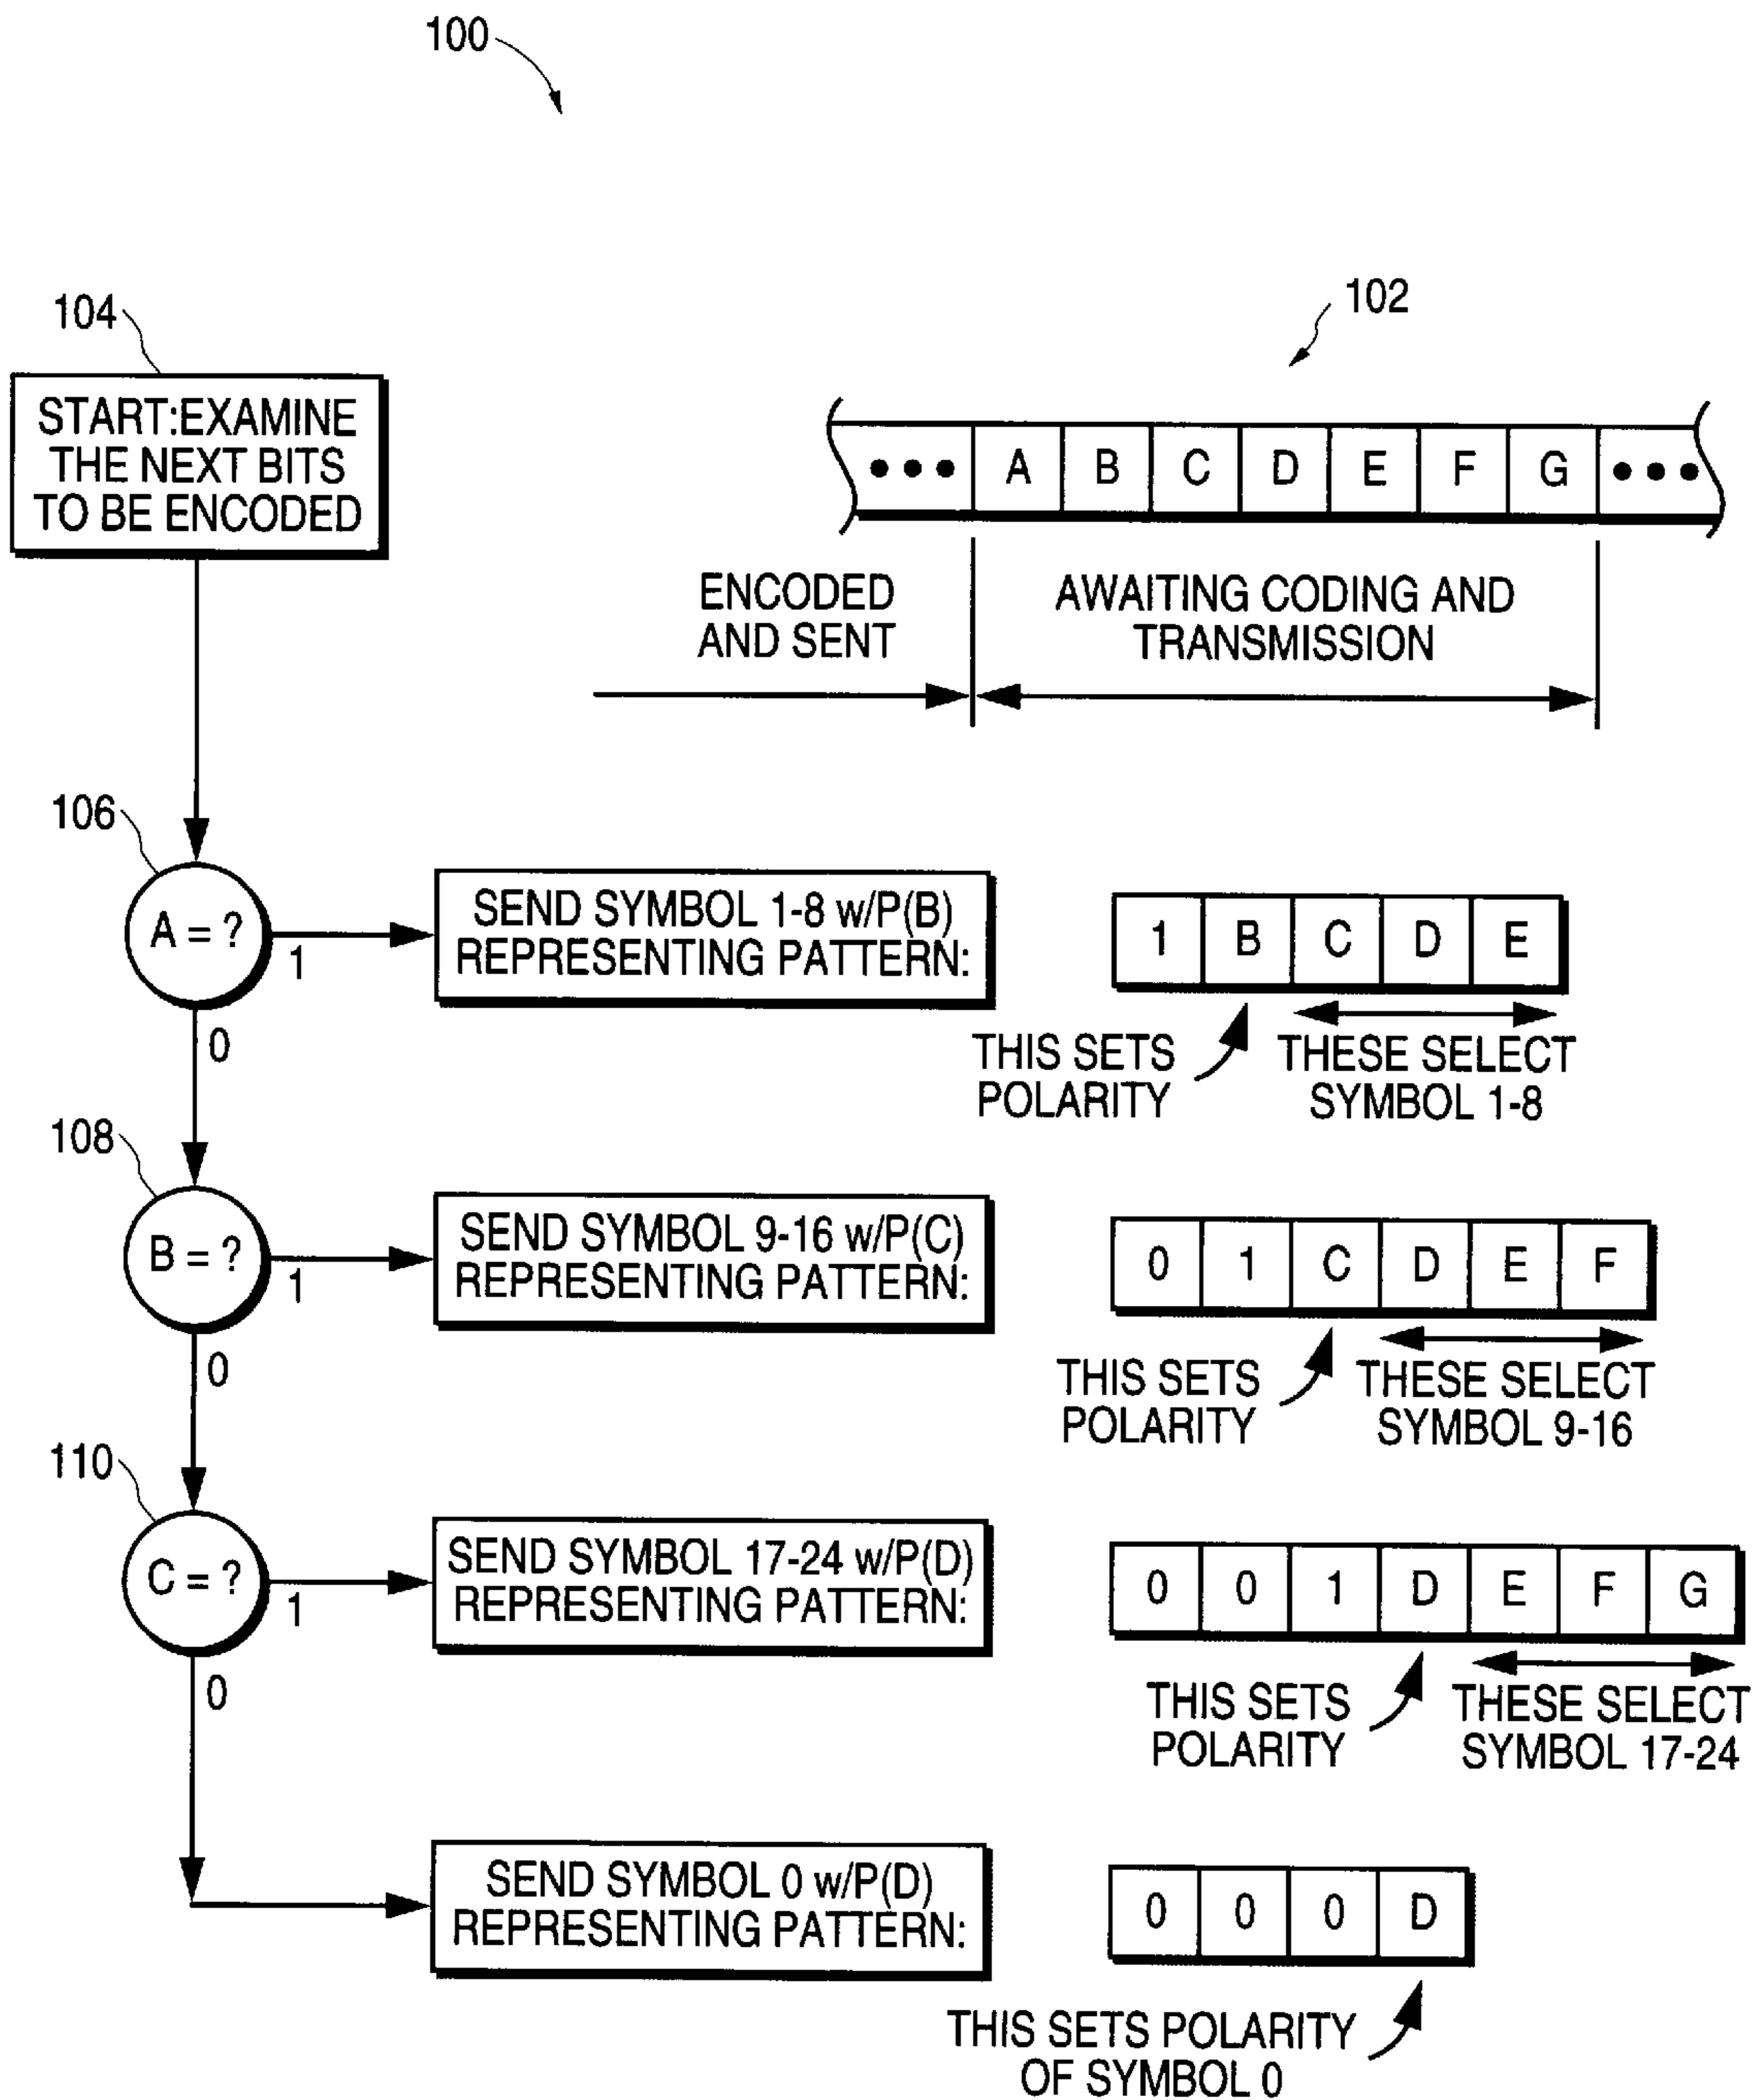 100
102
104
START:EXAMINE
THE NEXT BITS
TO BE ENCODED
••• A B C D E F G •••
ENCODED
AND SENT
AWAITING CODING AND
TRANSMISSION
106
A = ?
1
0
SEND SYMBOL 1-8 w/P(B)
REPRESENTING PATTERN:
1 B C D E
THIS SETS
POLARITY
THESE SELECT
SYMBOL 1-8
108
B = ?
1
0
SEND SYMBOL 9-16 w/P(C)
REPRESENTING PATTERN:
0 1 C D E F
THIS SETS
POLARITY
THESE SELECT
SYMBOL 9-16
110
C = ?
1
0
SEND SYMBOL 17-24 w/P(D)
REPRESENTING PATTERN:
0 0 1 D E F G
THIS SETS
POLARITY
THESE SELECT
SYMBOL 17-24
SEND SYMBOL 0 w/P(D)
REPRESENTING PATTERN:
0 0 0 D
THIS SETS POLARITY
OF SYMBOL 0